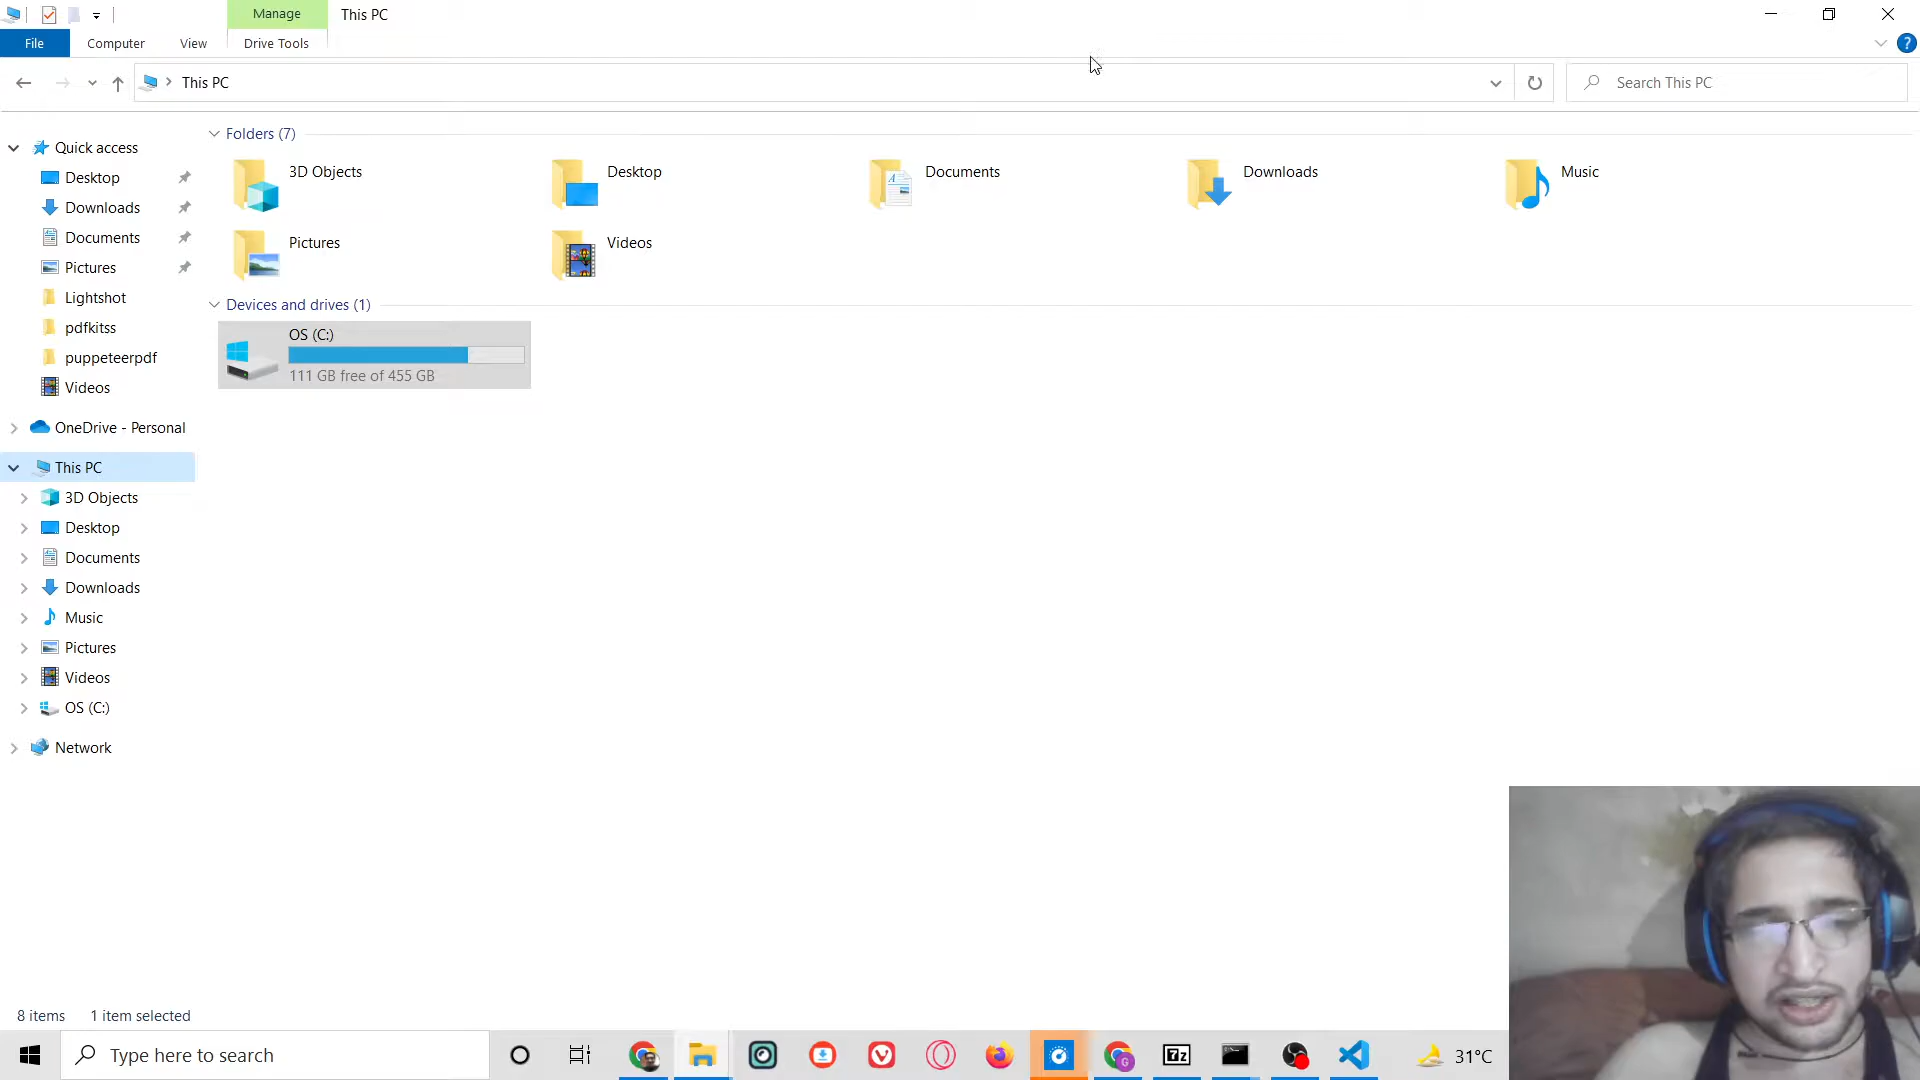 Manage
This PC
File
Computer
View
Drive Tools
This PC
Search This PC
Quick access
Desktop
Downloads
Documents
Pictures
Lightshot
pdfkitss
puppeteerpdf
Videos
OneDrive - Personal
This PC
3D Objects
Desktop
Documents
Downloads
Music
Pictures
Videos
OS (C:)
Network
Folders (7)
3D Objects
Desktop
Documents
Downloads
Music
Pictures
Videos
Devices and drives (1)
OS (C:)
111 GB free of 455 GB
8 items
1 item selected
Type here to search
31°C